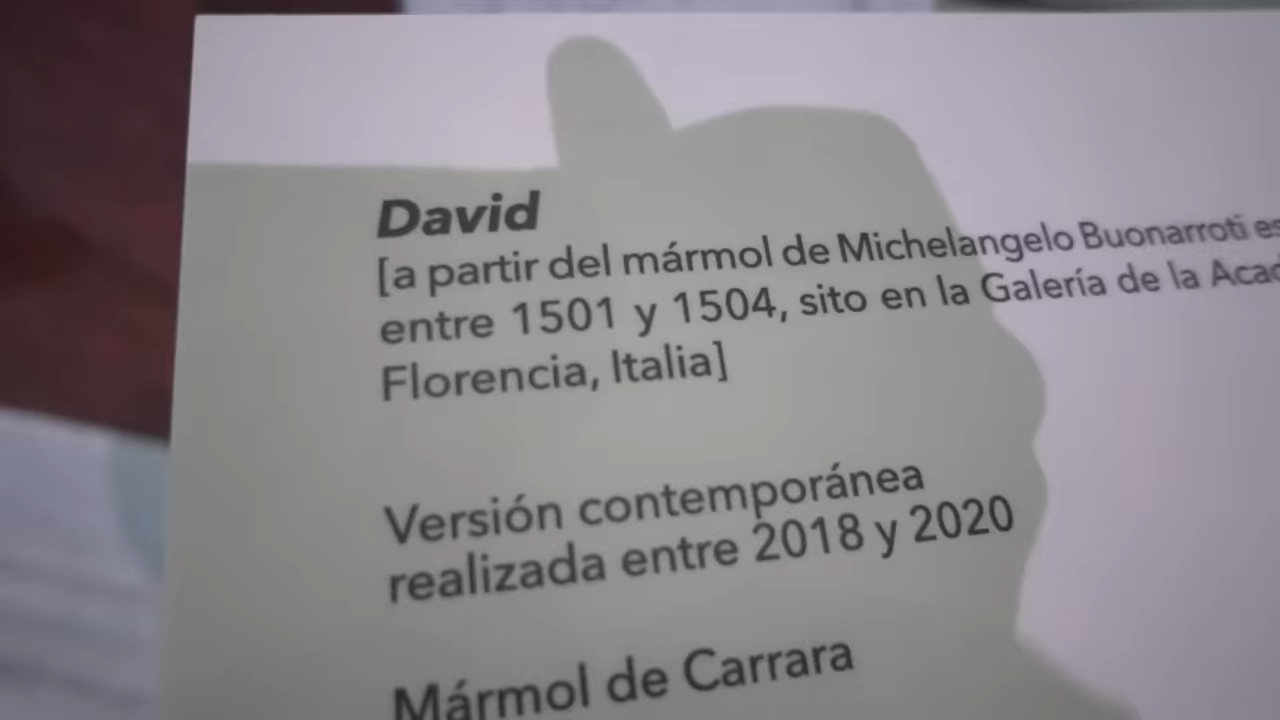 David
[a partir del mármol de Michelangelo Buonarroti
entre 1501 y 1504, sito en la Galería de la
Florencia, Italia]
Versión contemporánea
realizada entre 2018 y 2020
Mármol de Carrara